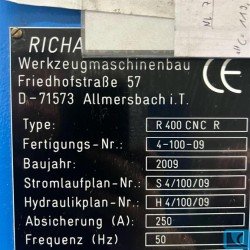 RICHA
Werkzeugmaschinenbau
Friedhofstraße 57
D-71573 Allmersbach i.T.
CE
Type: R 400 CNC R
Fertigungs-Nr.: 4-100-09
Baujahr: 2009
Stromlaufplan-Nr.: S 4/100/09
Hydraulikplan-Nr.: H 4/100/09
Absicherung (A): 250
Frequenz (Hz) 50